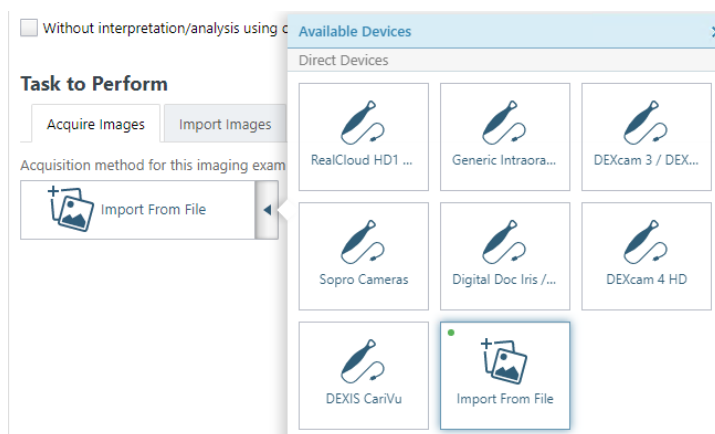 Without interpretation/analysis using
Available Devices
Direct Devices
Task to Perform
Acquire Images
Import Images
Acquisition method for this imaging exam
Import From File
RealCloud HD1 ...
Generic Intraora...
DEXcam 3 / DEX...
Sopro Cameras
Digital Doc Iris /...
DEXcam 4 HD
DEXIS CariVu
Import From File